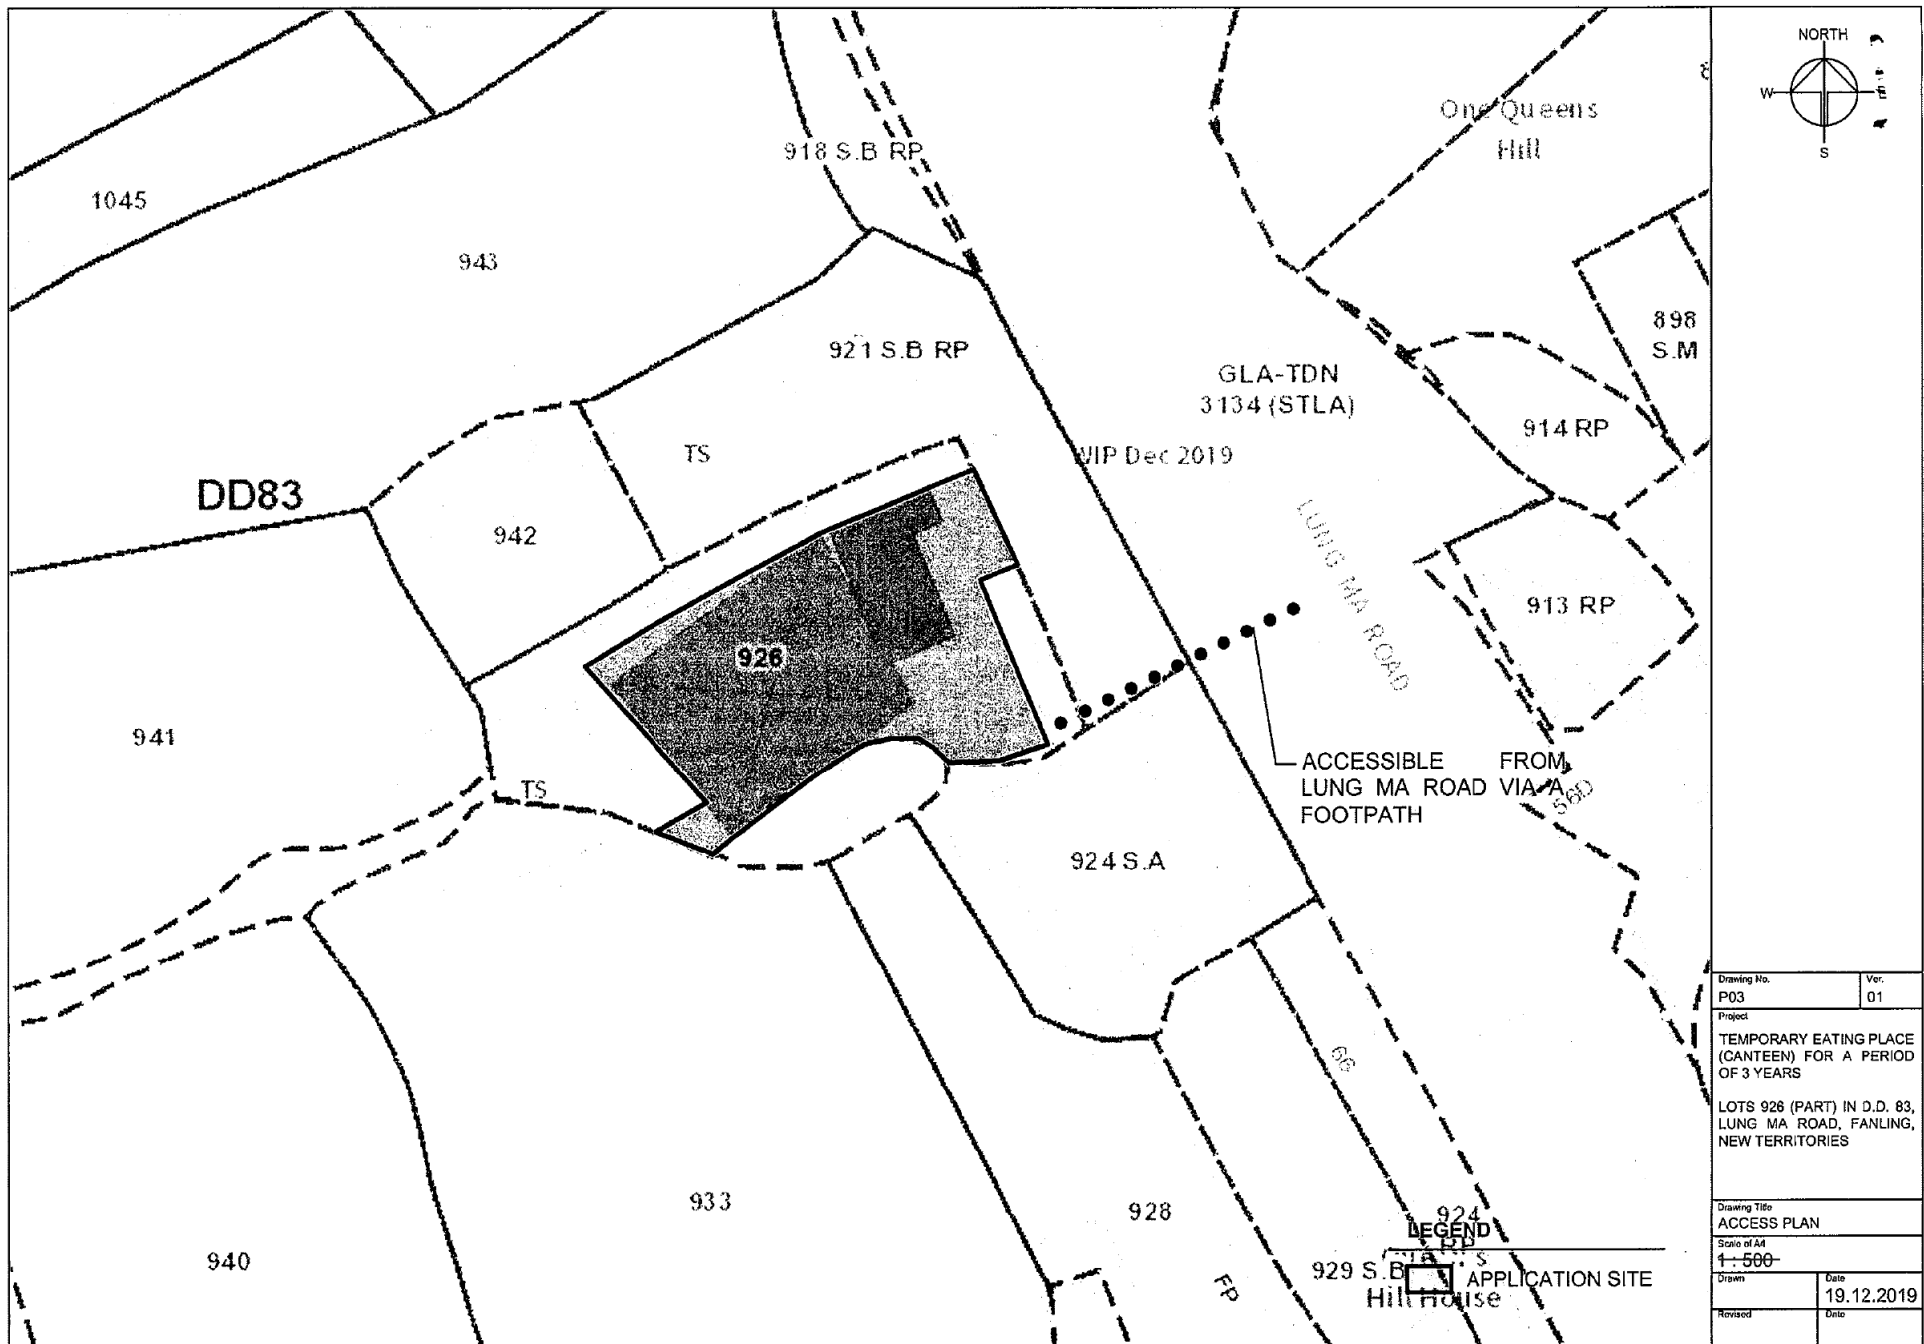 NORTH
W
E
S
One Queens
Hill
918 S.B RP
1045
943
921 S.B RP
898
S.M
GLA-TDN
3134 (STLA)
914 RP
TS
WIP Dec 2019
DD83
942
LUNG MA ROAD
913 RP
926
941
TS
ACCESSIBLE FROM
LUNG MA ROAD VIA A
FOOTPATH
56D
924 S.A
66
933
928
940
FP
924
RP
LEGEND
929 S.B
APPLICATION SITE
Hill House
Drawing No.
P03
Ver.
01
Project
TEMPORARY EATING PLACE
(CANTEEN) FOR A PERIOD
OF 3 YEARS
LOTS 926 (PART) IN D.D. 83,
LUNG MA ROAD, FANLING,
NEW TERRITORIES
Drawing Title
ACCESS PLAN
Scale of A4
1 : 500
Drawn
Date
19.12.2019
Revised
Date